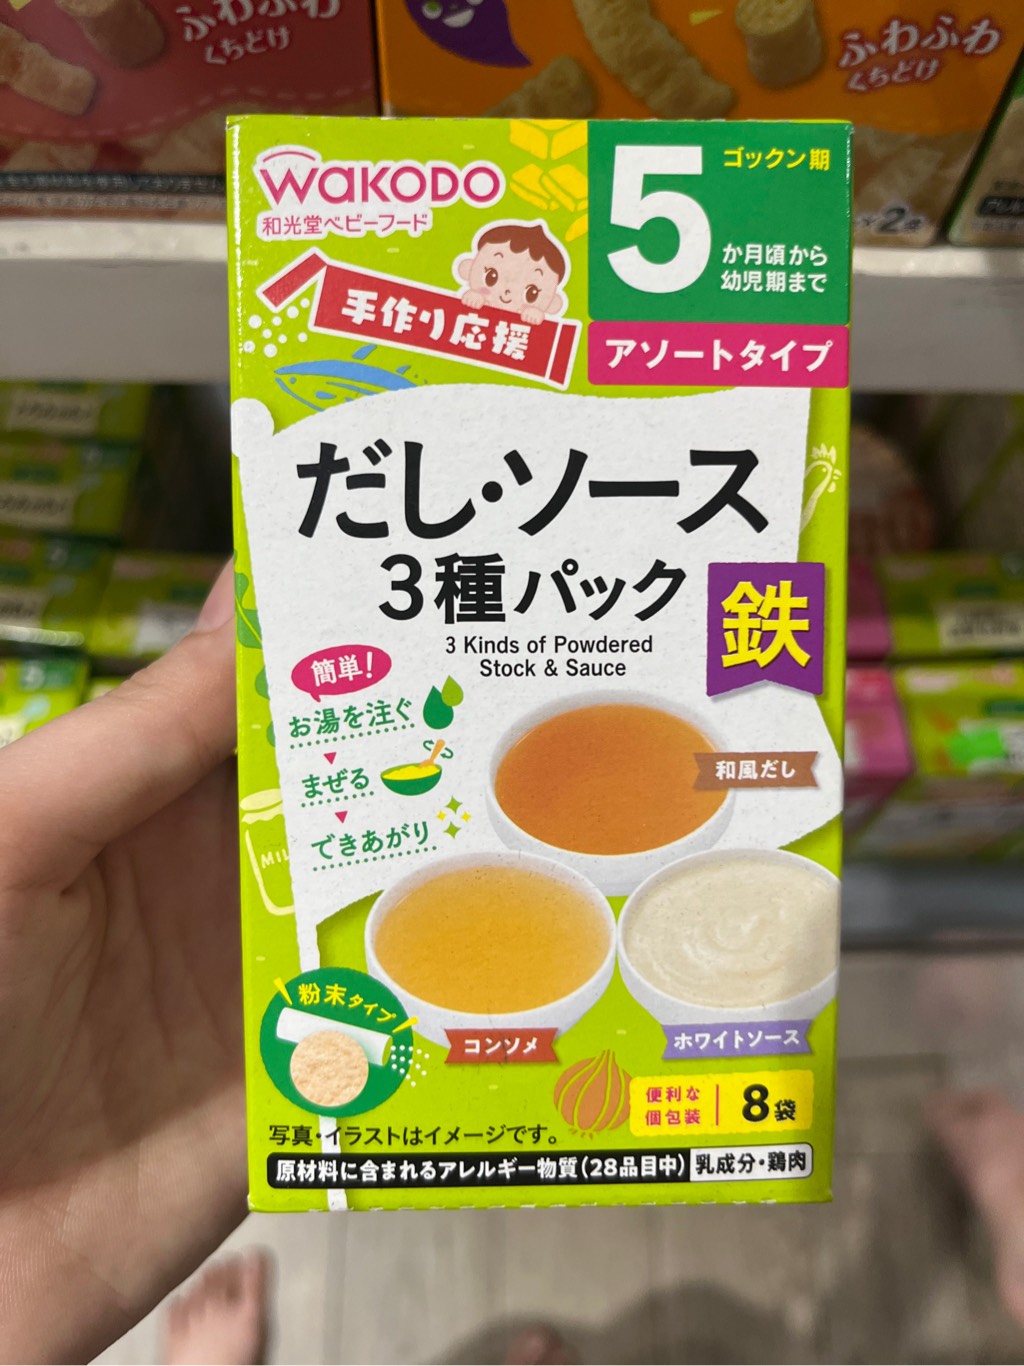 ふわふわ
くちどけ
ふわふわ
くちどけ
×2袋
wakodo
和光堂ベビーフード
手作り応援
5
ゴックン期
か月頃から
幼児期まで
アソートタイプ
だし・ソース
3種パック
3 Kinds of Powdered
Stock & Sauce
鉄
簡単!
お湯を注ぐ
まぜる
できあがり
和風だし
MIL
コンソメ
ホワイトソース
粉末タイプ
便利な
個包装
8袋
写真・イラストはイメージです。
原材料に含まれるアレルギー物質(28品目中)
乳成分・鶏肉